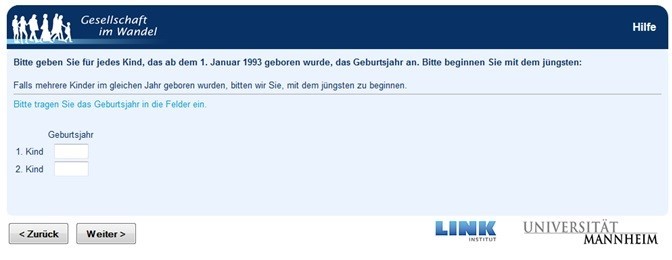 Gesellschaft
im Wandel
Hilfe
Bitte geben Sie für jedes Kind, das ab dem 1. Januar 1993 geboren wurde, das Geburtsjahr an. Bitte beginnen Sie mit dem jüngsten:
Falls mehrere Kinder im gleichen Jahr geboren wurden, bitten wir Sie, mit dem jüngsten zu beginnen.
Bitte tragen Sie das Geburtsjahr in die Felder ein.
Geburtsjahr
1. Kind
2. Kind
< Zurück Weiter >
LINK
INSTITUT
UNIVERSITÄT
MANNHEIM